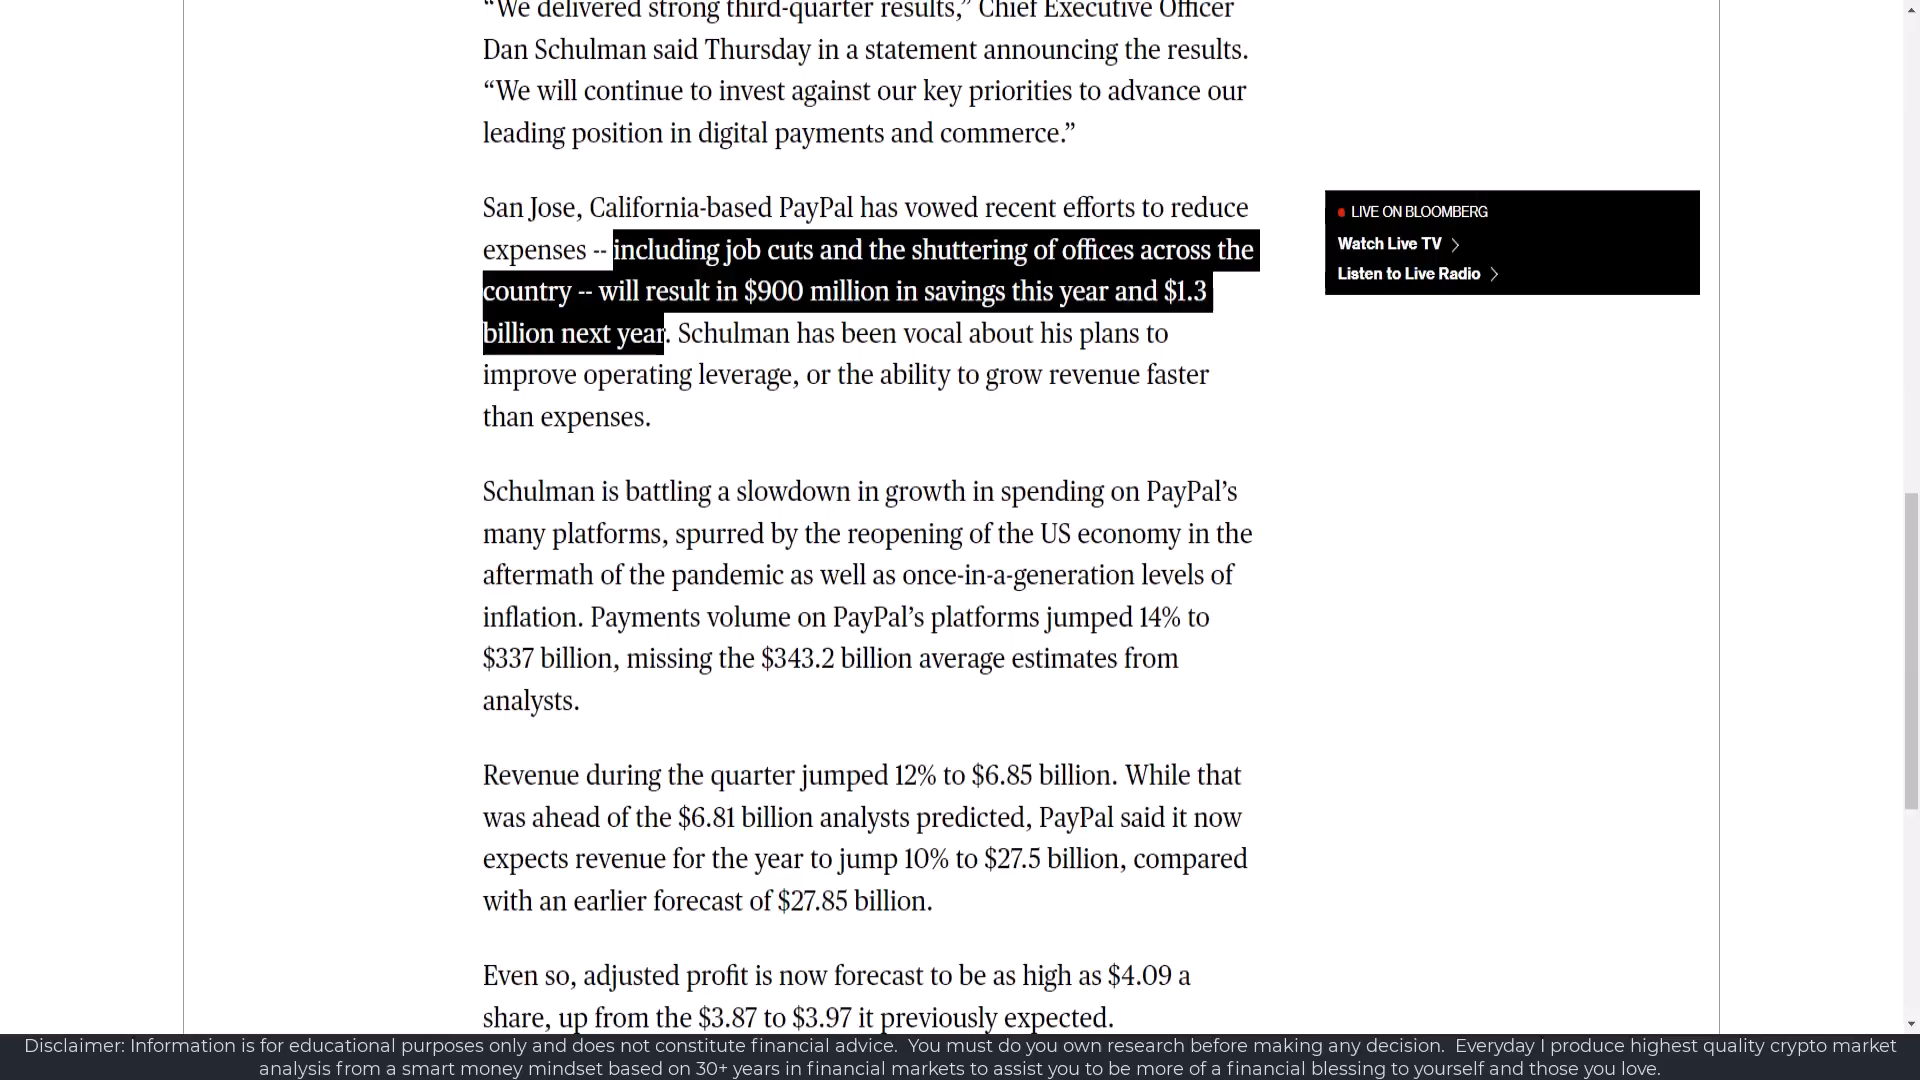 “We delivered strong third-quarter results,” Chief Executive Officer
Dan Schulman said Thursday in a statement announcing the results.
“We will continue to invest against our key priorities to advance our
leading position in digital payments and commerce.”
San Jose, California-based PayPal has vowed recent efforts to reduce
expenses -- including job cuts and the shuttering of offices across the
country -- will result in $900 million in savings this year and $1.3
billion next year. Schulman has been vocal about his plans to
improve operating leverage, or the ability to grow revenue faster
than expenses.
LIVE ON BLOOMBERG
Watch Live TV
Listen to Live Radio
Schulman is battling a slowdown in growth in spending on PayPal’s
many platforms, spurred by the reopening of the US economy in the
aftermath of the pandemic as well as once-in-a-generation levels of
inflation. Payments volume on PayPal’s platforms jumped 14% to
$337 billion, missing the $343.2 billion average estimates from
analysts.
Revenue during the quarter jumped 12% to $6.85 billion. While that
was ahead of the $6.81 billion analysts predicted, PayPal said it now
expects revenue for the year to jump 10% to $27.5 billion, compared
with an earlier forecast of $27.85 billion.
Even so, adjusted profit is now forecast to be as high as $4.09 a
share, up from the $3.87 to $3.97 it previously expected.
Disclaimer: Information is for educational purposes only and does not constitute financial advice. You must do you own research before making any decision. Everyday I produce highest quality crypto market
analysis from a smart money mindset based on 30+ years in financial markets to assist you to be more of a financial blessing to yourself and those you love.